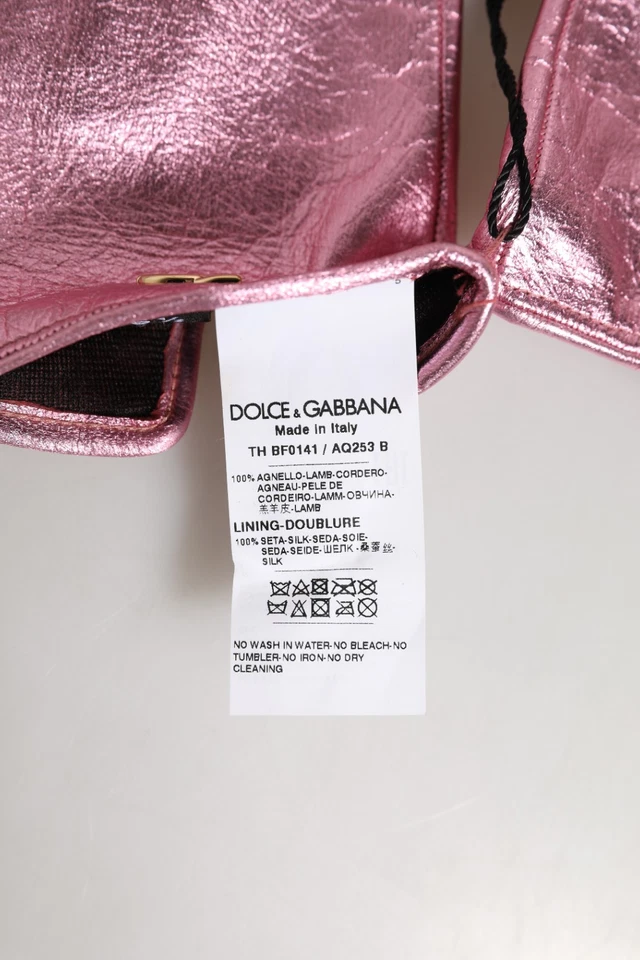 DOLCE & GABBANA
Made in Italy
TH BF0141 / AQ253 B
100% AGNELLO-LAMB-CORDERO-
AGNEAU-PELE DE
CORDEIRO-LAMM-ОВЧИНА-
羔羊皮-LAMB
LINING-DOUBLURE
100% SETA-SILK-SEDA-SOIE-
SEDA-SEIDE-ШЕЛК-桑蚕丝-
SILK
NO WASH IN WATER-NO BLEACH-NO
TUMBLER-NO IRON-NO DRY
CLEANING